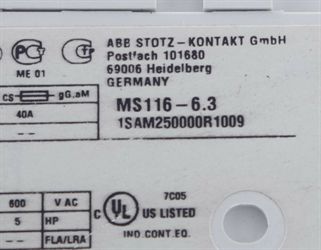 ABB STOTZ-KONTAKT GmbH
Postfach 101680
69006 Heidelberg
GERMANY
ME 01
CS gG.aM
40A
--
MS116-6.3
1SAM250000R1009
600 V AC
5 HP
-- FLA/LRA
C UL US LISTED
7C05
IND.CONT.EQ.